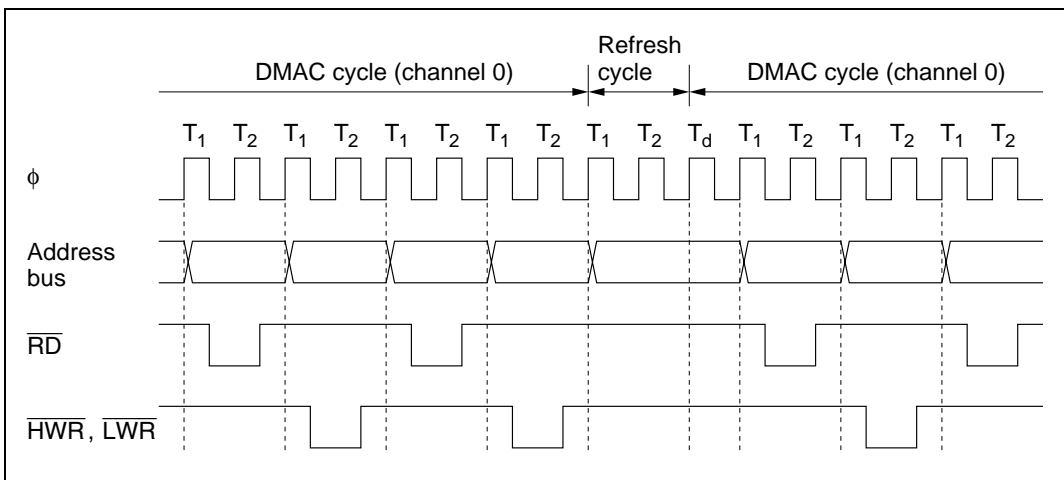 Refresh
DMAC cycle (channel 0) cycle DMAC cycle (channel 0)
T1 T2 T1 T2 T1 T2 T1 T2 T1 T2 Td T1 T2 T1 T2 T1 T2
φ
Address
bus
RD
HWR, LWR